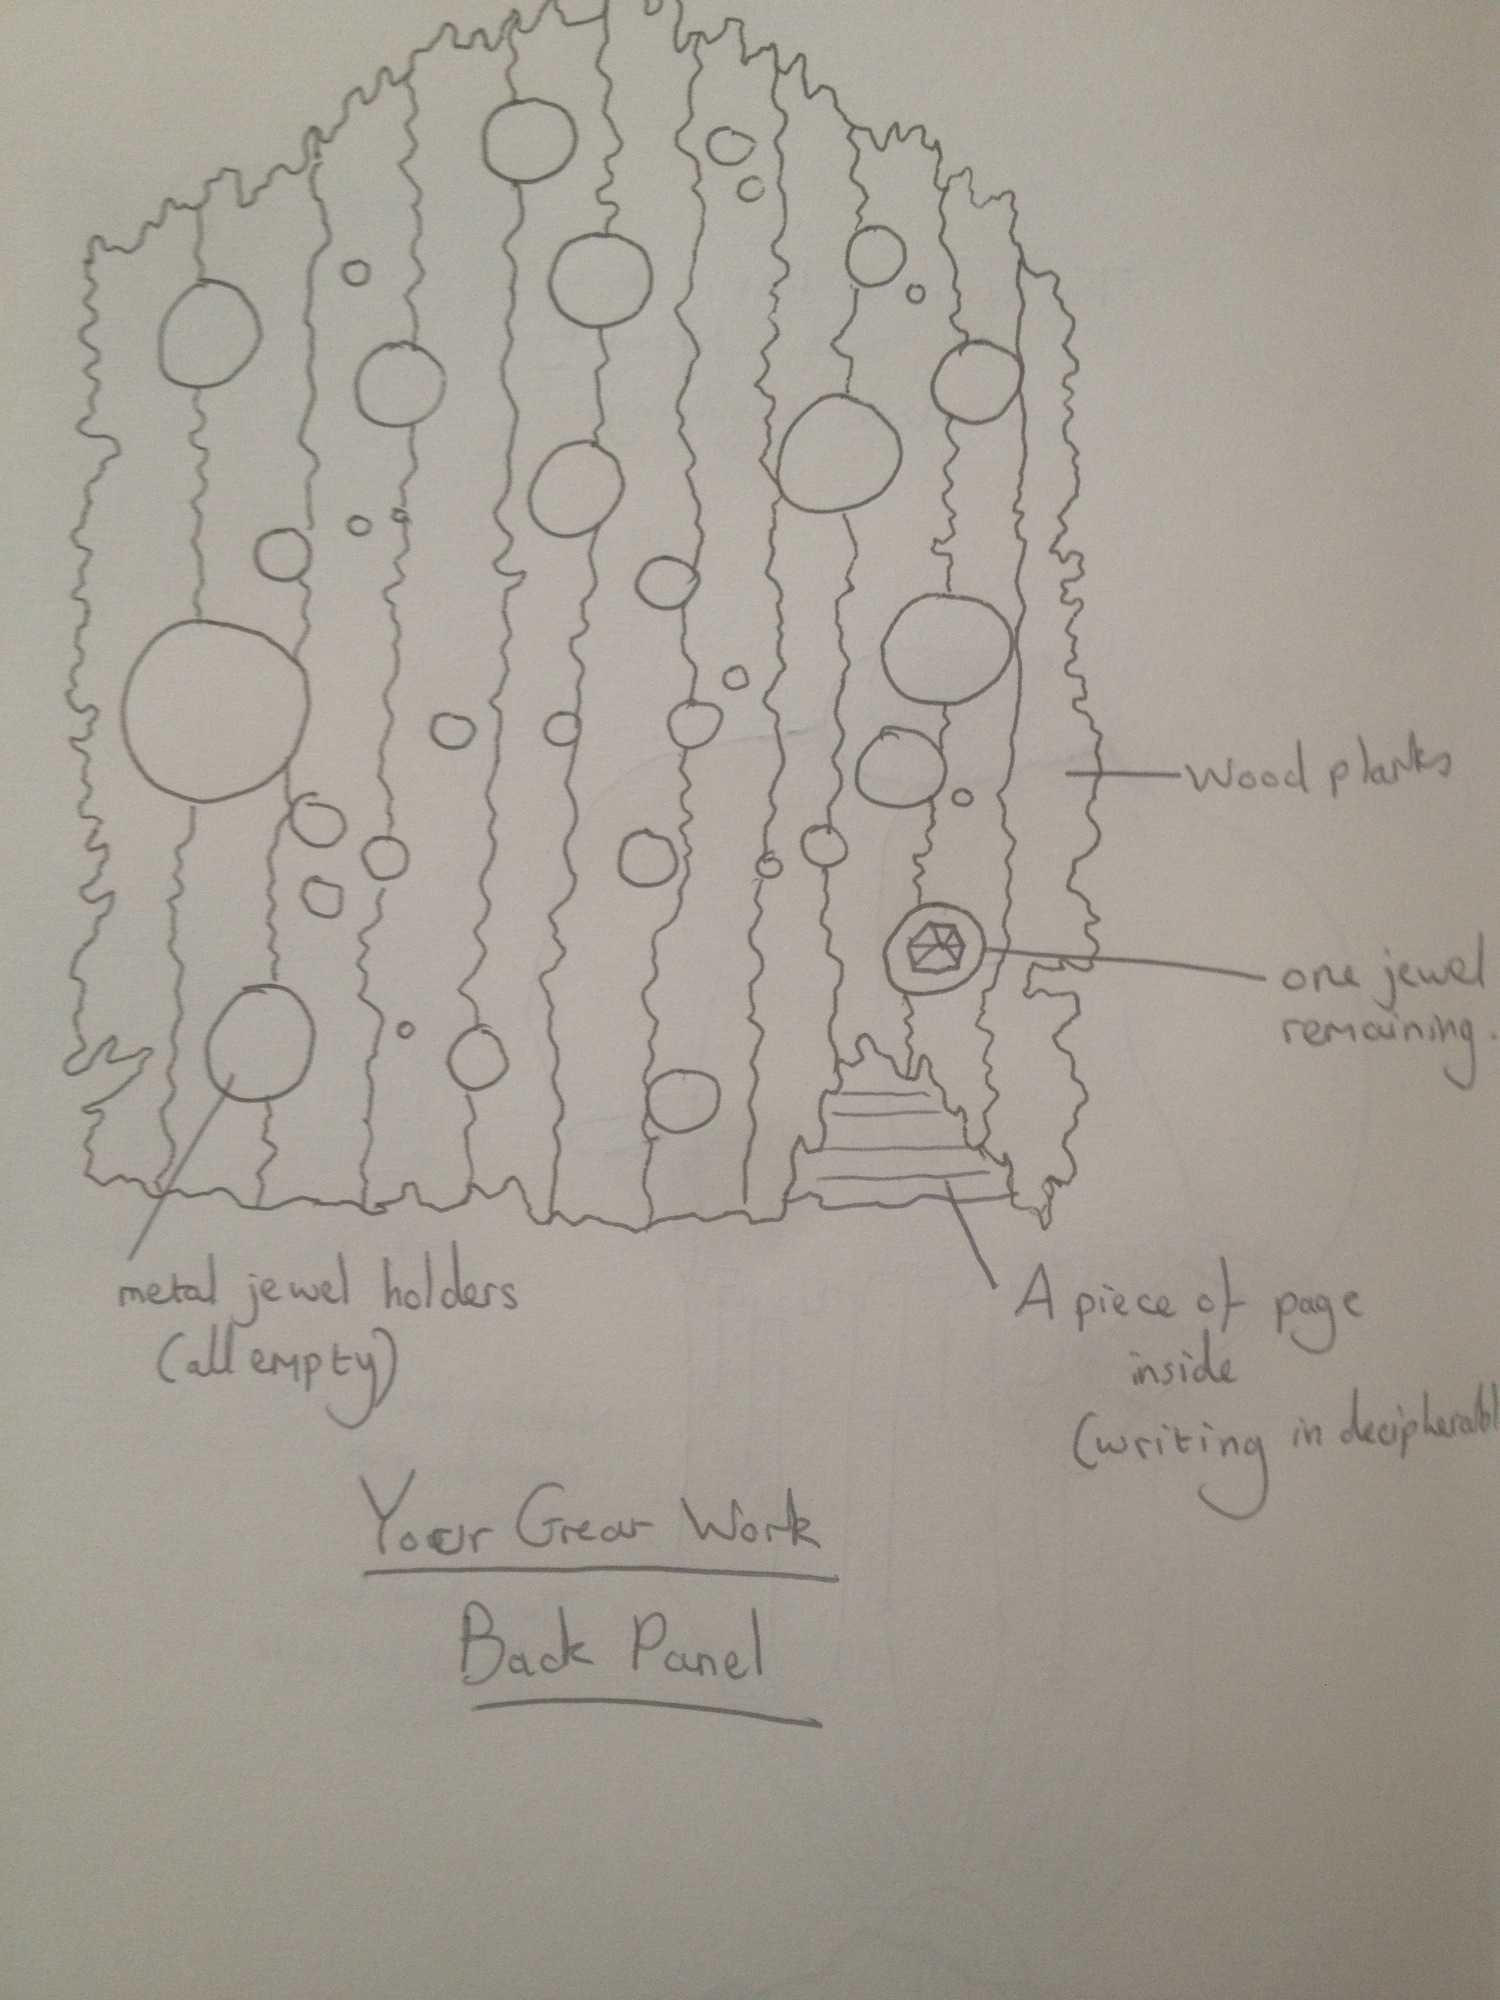 Wood planks
one jewel
remaining.
metal jewel holders
(all empty)
A piece of page
inside
(writing in decipherabl
Your Great Work
Back Panel